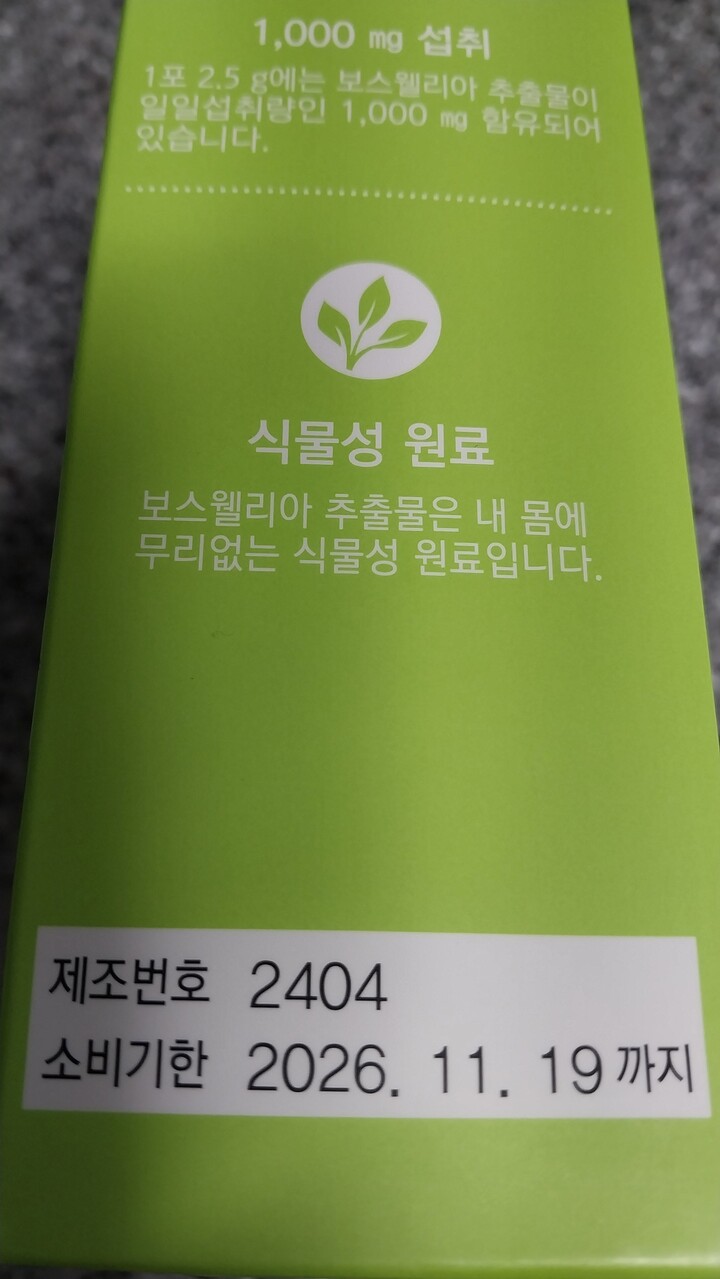 1,000 ㎎ 섭취
1포 2.5 g에는 보스웰리아 추출물이
일일섭취량인 1,000 ㎎ 함유되어
있습니다.
식물성 원료
보스웰리아 추출물은 내 몸에
무리없는 식물성 원료입니다.
제조번호 2404
소비기한 2026. 11. 19 까지